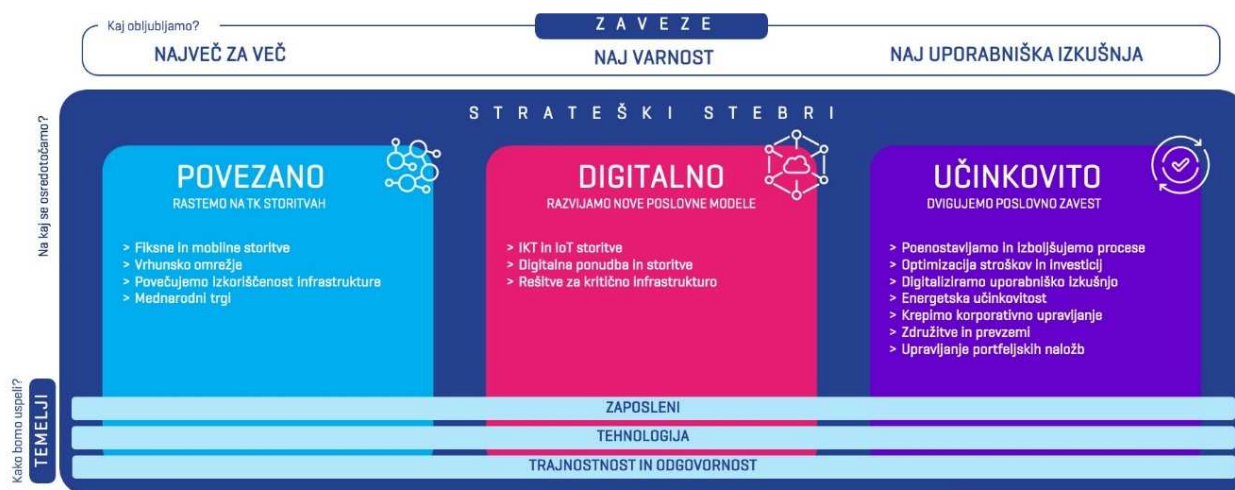 Kaj obljubljamo?
ZAVEZE
NAJVEČ ZA VEČ
NAJ VARNOST
NAJ UPORABNIŠKA IZKUŠNJA
Na kaj se osredotočamo?
STRATEŠKI STEBRI
POVEZANO
RASTEMO NA TK STORITVAH
> Fiksne in mobilne storitve
> Vrhunsko omrežje
> Povečujemo izkoriščenost infrastrukture
> Mednarodni trgi
DIGITALNO
RAZVIJAMO NOVE POSLOVNE MODELE
> IKT in IoT storitve
> Digitalna ponudba in storitve
> Rešitve za kritično infrastrukturo
UČINKOVITO
DVIGUJEMO POSLOVNO ZAVEST
> Poenostavljamo in izboljšujemo procese
> Optimizacija stroškov in investicij
> Digitaliziramo uporabniško izkušnjo
> Energetska učinkovitost
> Krepimo korporativno upravljanje
> Združitve in prevzemi
> Upravljanje portfeljskih naložb
Kako bomo uspeli?
TEMELJI
ZAPOSLENI
TEHNOLOGIJA
TRAJNOSTNOST IN ODGOVORNOST